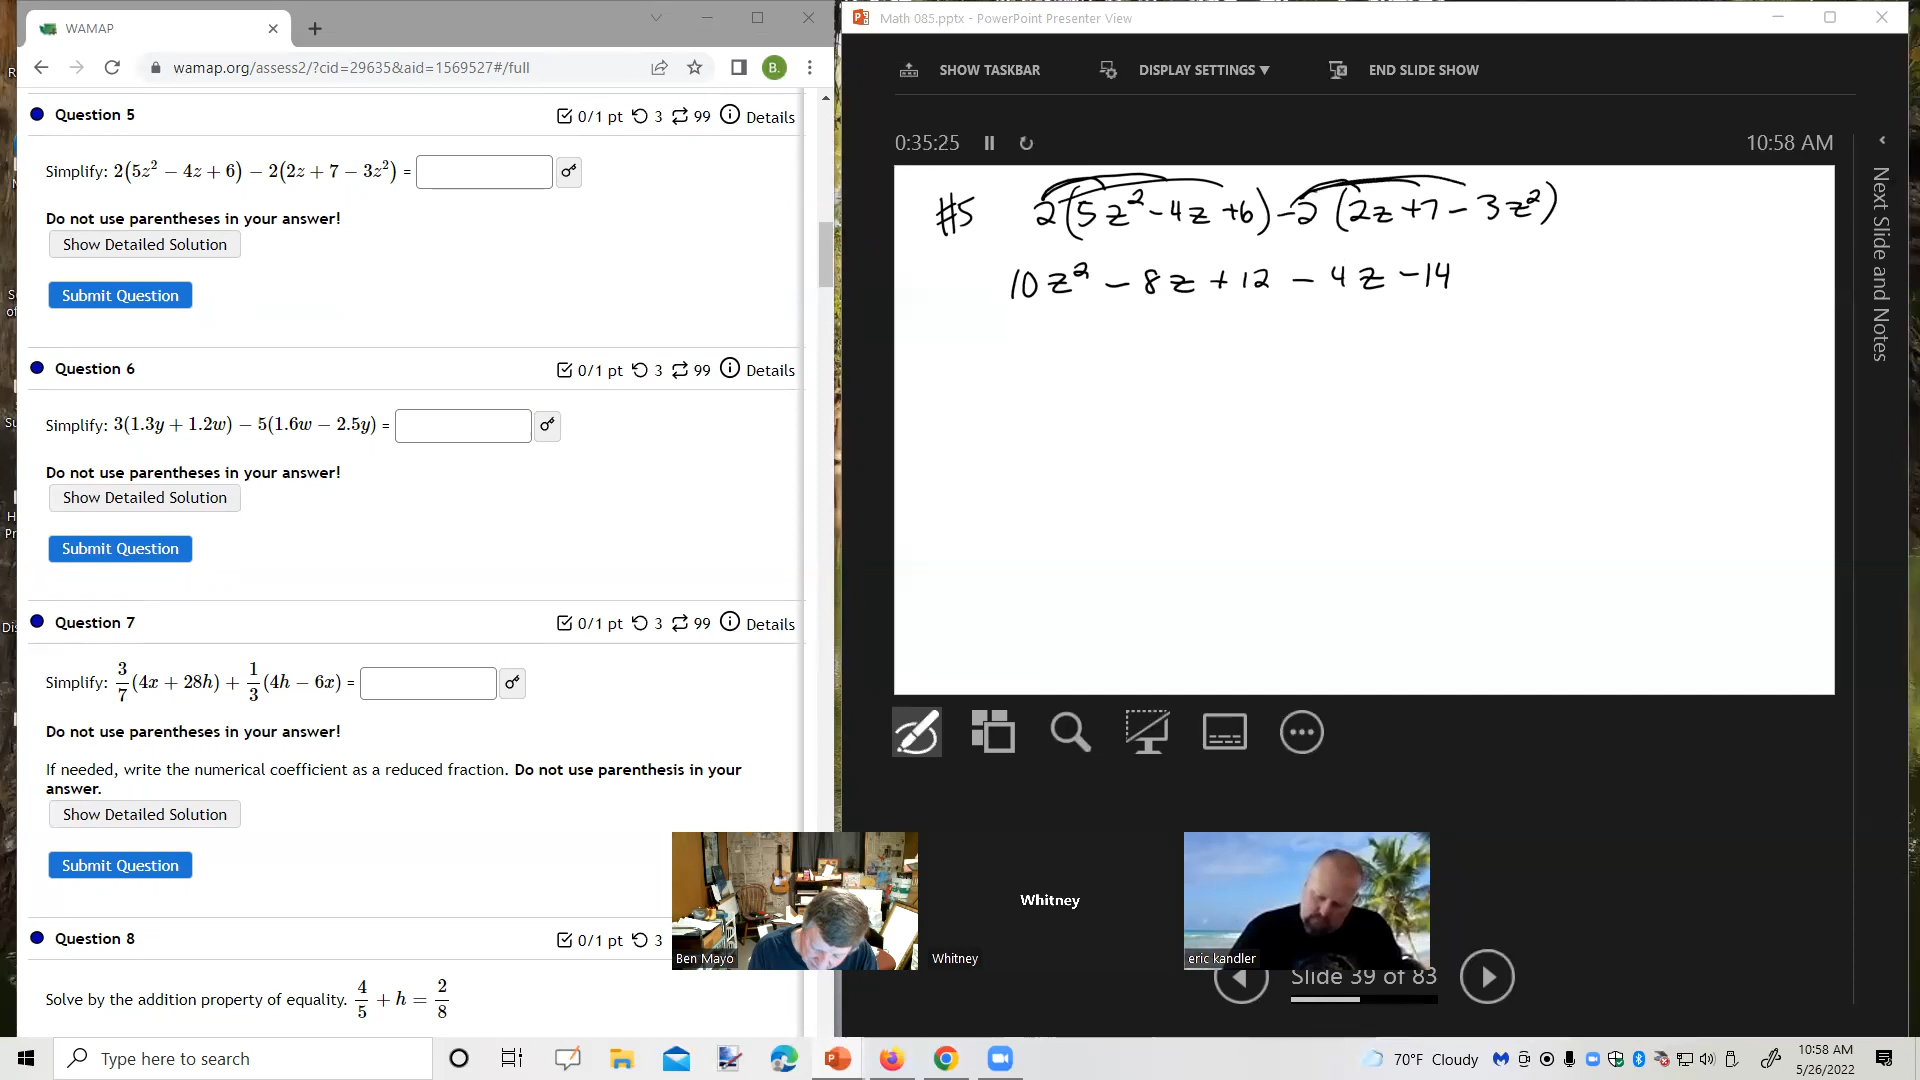 WAMAP
Math 085.pptx - PowerPoint Presenter View
wamap.org/assess2/?cid=29635&aid=1569527#/full
B.
SHOW TASKBAR
DISPLAY SETTINGS ▼
END SLIDE SHOW
Question 5
0/1 pt 3 99 Details
Simplify: 2(5z² − 4z + 6) − 2(2z + 7 − 3z²) =
Do not use parentheses in your answer!
Show Detailed Solution
Submit Question
Question 6
0/1 pt 3 99 Details
Simplify: 3(1.3y + 1.2w) − 5(1.6w − 2.5y) =
Do not use parentheses in your answer!
Show Detailed Solution
Submit Question
Question 7
0/1 pt 3 99 Details
Simplify: 3/7(4x + 28h) + 1/3(4h − 6x) =
Do not use parentheses in your answer!
If needed, write the numerical coefficient as a reduced fraction. Do not use parenthesis in your
answer.
Show Detailed Solution
Submit Question
Question 8
0/1 pt 3
Solve by the addition property of equality. 4/5 + h = 2/8
0:35:25
10:58 AM
#5 2(5z² - 4z + 6) - 2(2z + 7 - 3z²)
10z² - 8z + 12 - 4z - 14
Next Slide and Notes
Ben Mayo
Whitney
Whitney
eric kandler
Slide 39 of 83
Type here to search
70°F Cloudy
10:58 AM
5/26/2022